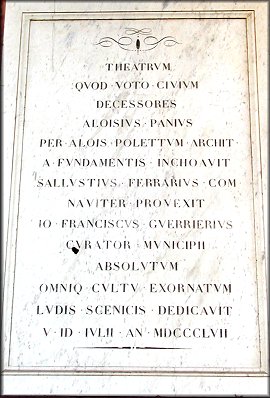 THEATRVM
QVOD · VOTO · CIVIVM
DECESSORES
ALOISIVS · PANIVS
PER · ALOIS · POLETTVM · ARCHIT
A · FVNDAMENTIS · INCHOAVIT
SALLVSTIVS · FERRARIVS · COM
NAVITER · PROVEXIT
IO · FRANCISCVS · GVERRIERIVS
CVRATOR · MVNICIPII
ABSOLVTVM
OMNIQ · CVLTV · EXORNATVM
LVDIS · SCENICIS · DEDICAVIT
V · ID · IVLII · AN · MDCCCLVII